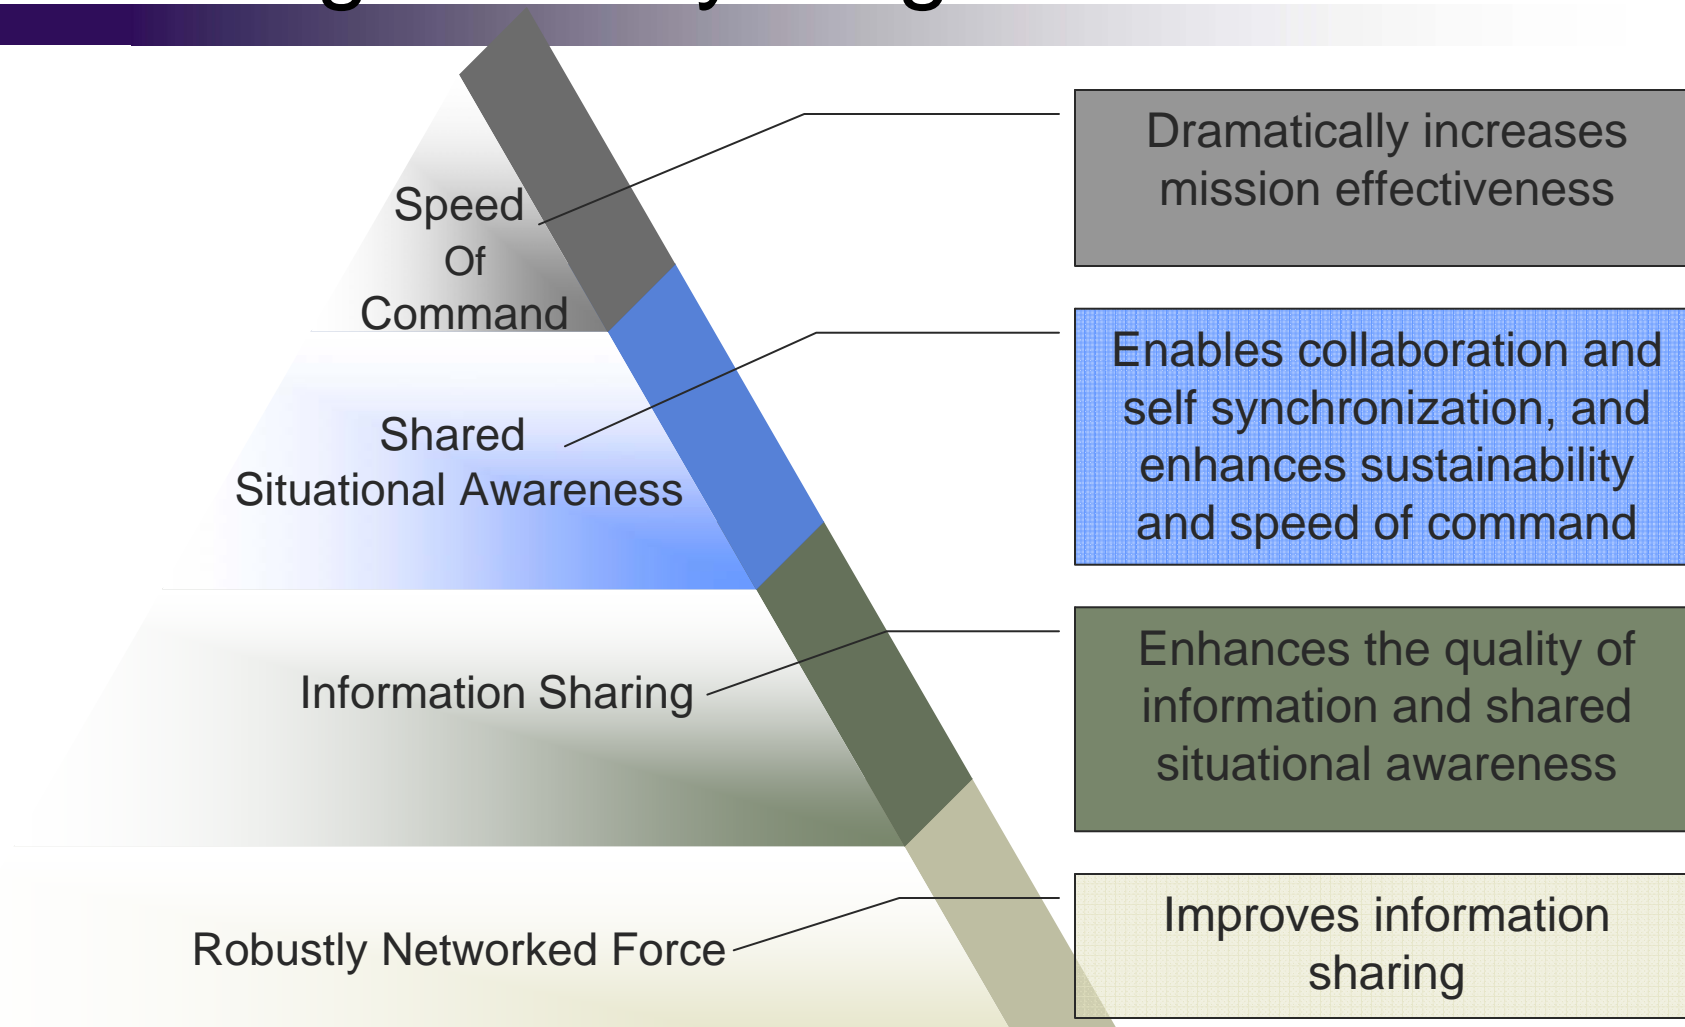 Speed
Of
Command
Dramatically increases
mission effectiveness
Shared
Situational Awareness
Enables collaboration and
self synchronization, and
enhances sustainability
and speed of command
Information Sharing
Enhances the quality of
information and shared
situational awareness
Robustly Networked Force
Improves information
sharing